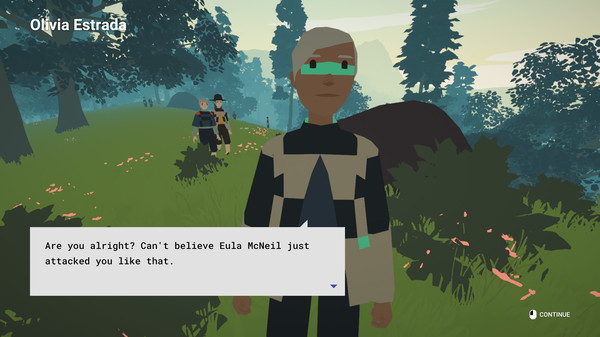 Olivia Estrada
Are you alright? Can't believe Eula McNeil just
attacked you like that.
CONTINUE